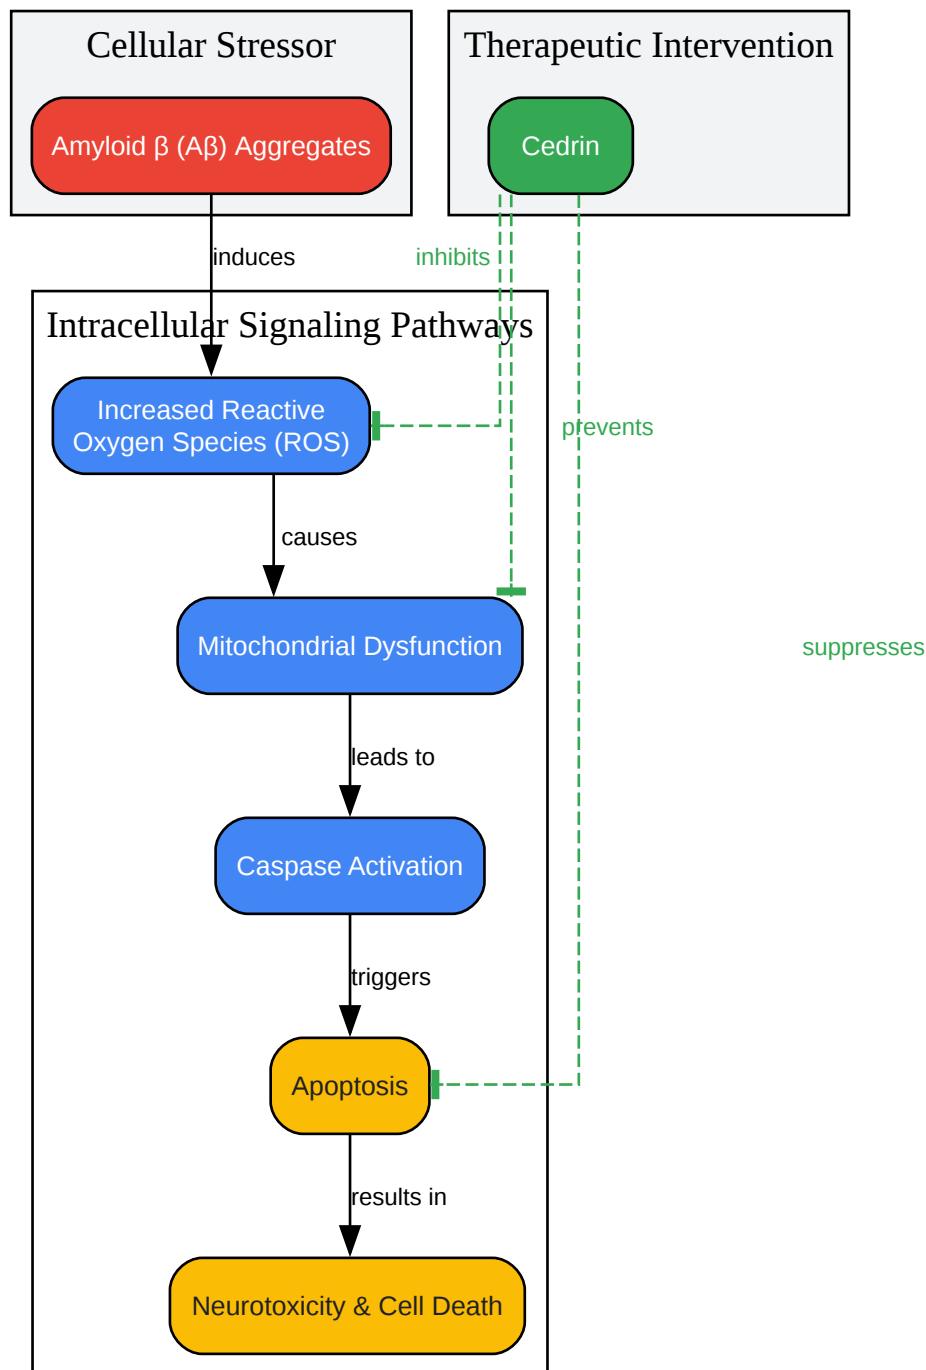 Cellular Stressor
Therapeutic Intervention
Amyloid β (Aβ) Aggregates
Cedrin
induces
inhibits
Intracellular Signaling Pathways
Increased Reactive
Oxygen Species (ROS)
prevents
causes
Mitochondrial Dysfunction
suppresses
leads to
Caspase Activation
triggers
Apoptosis
results in
Neurotoxicity & Cell Death